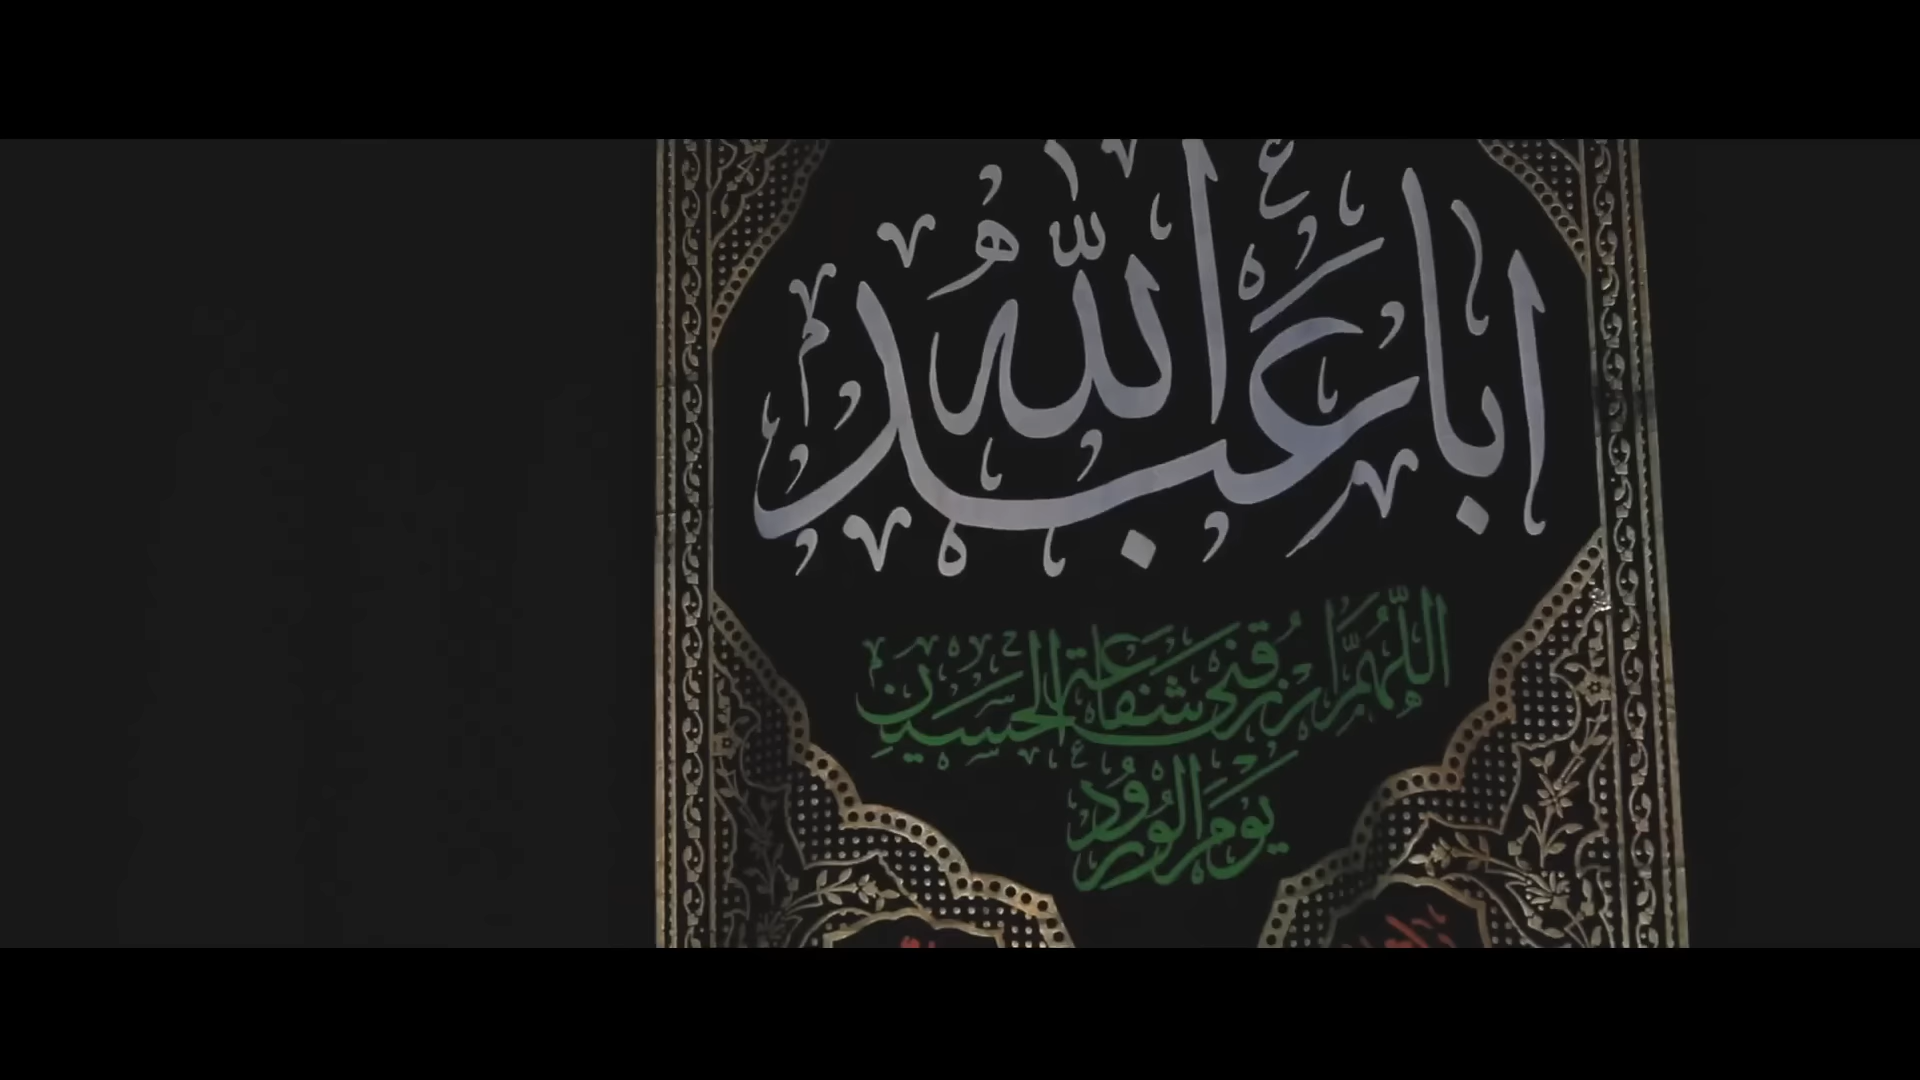 ابا عبد الله
اللهم ارزقني شفاعة الحسين
يوم الورود